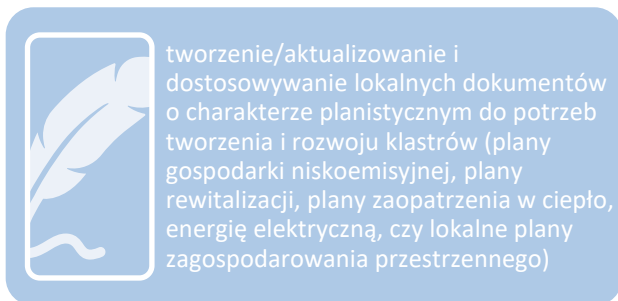 tworzenie/aktualizowanie i
dostosowywanie lokalnych dokumentów
o charakterze planistycznym do potrzeb
tworzenia i rozwoju klastrów (plany
gospodarki niskoemisyjnej, plany
rewitalizacji, plany zaopatrzenia w ciepło,
energię elektryczną, czy lokalne plany
zagospodarowania przestrzennego)